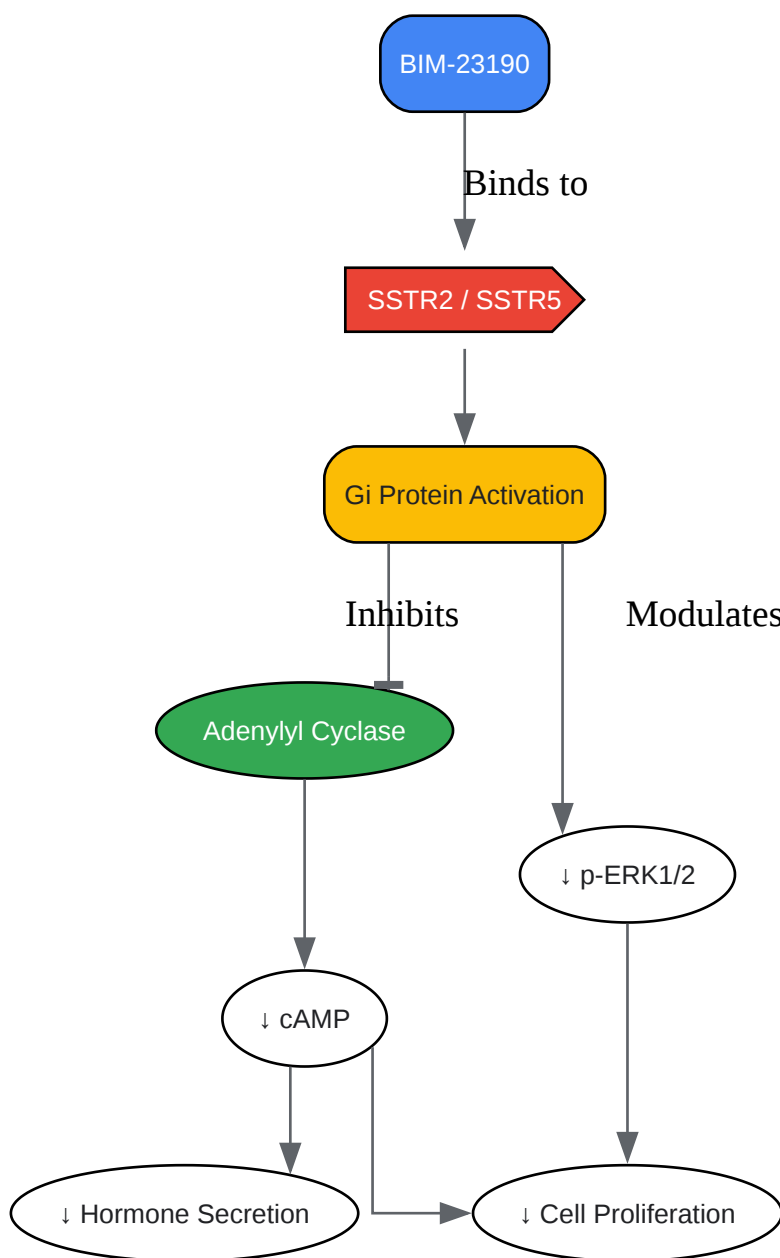 BIM-23190
Binds to
SSTR2 / SSTR5
Gi Protein Activation
Inhibits
Modulates
Adenylyl Cyclase
↓ p-ERK1/2
↓ cAMP
↓ Hormone Secretion
↓ Cell Proliferation